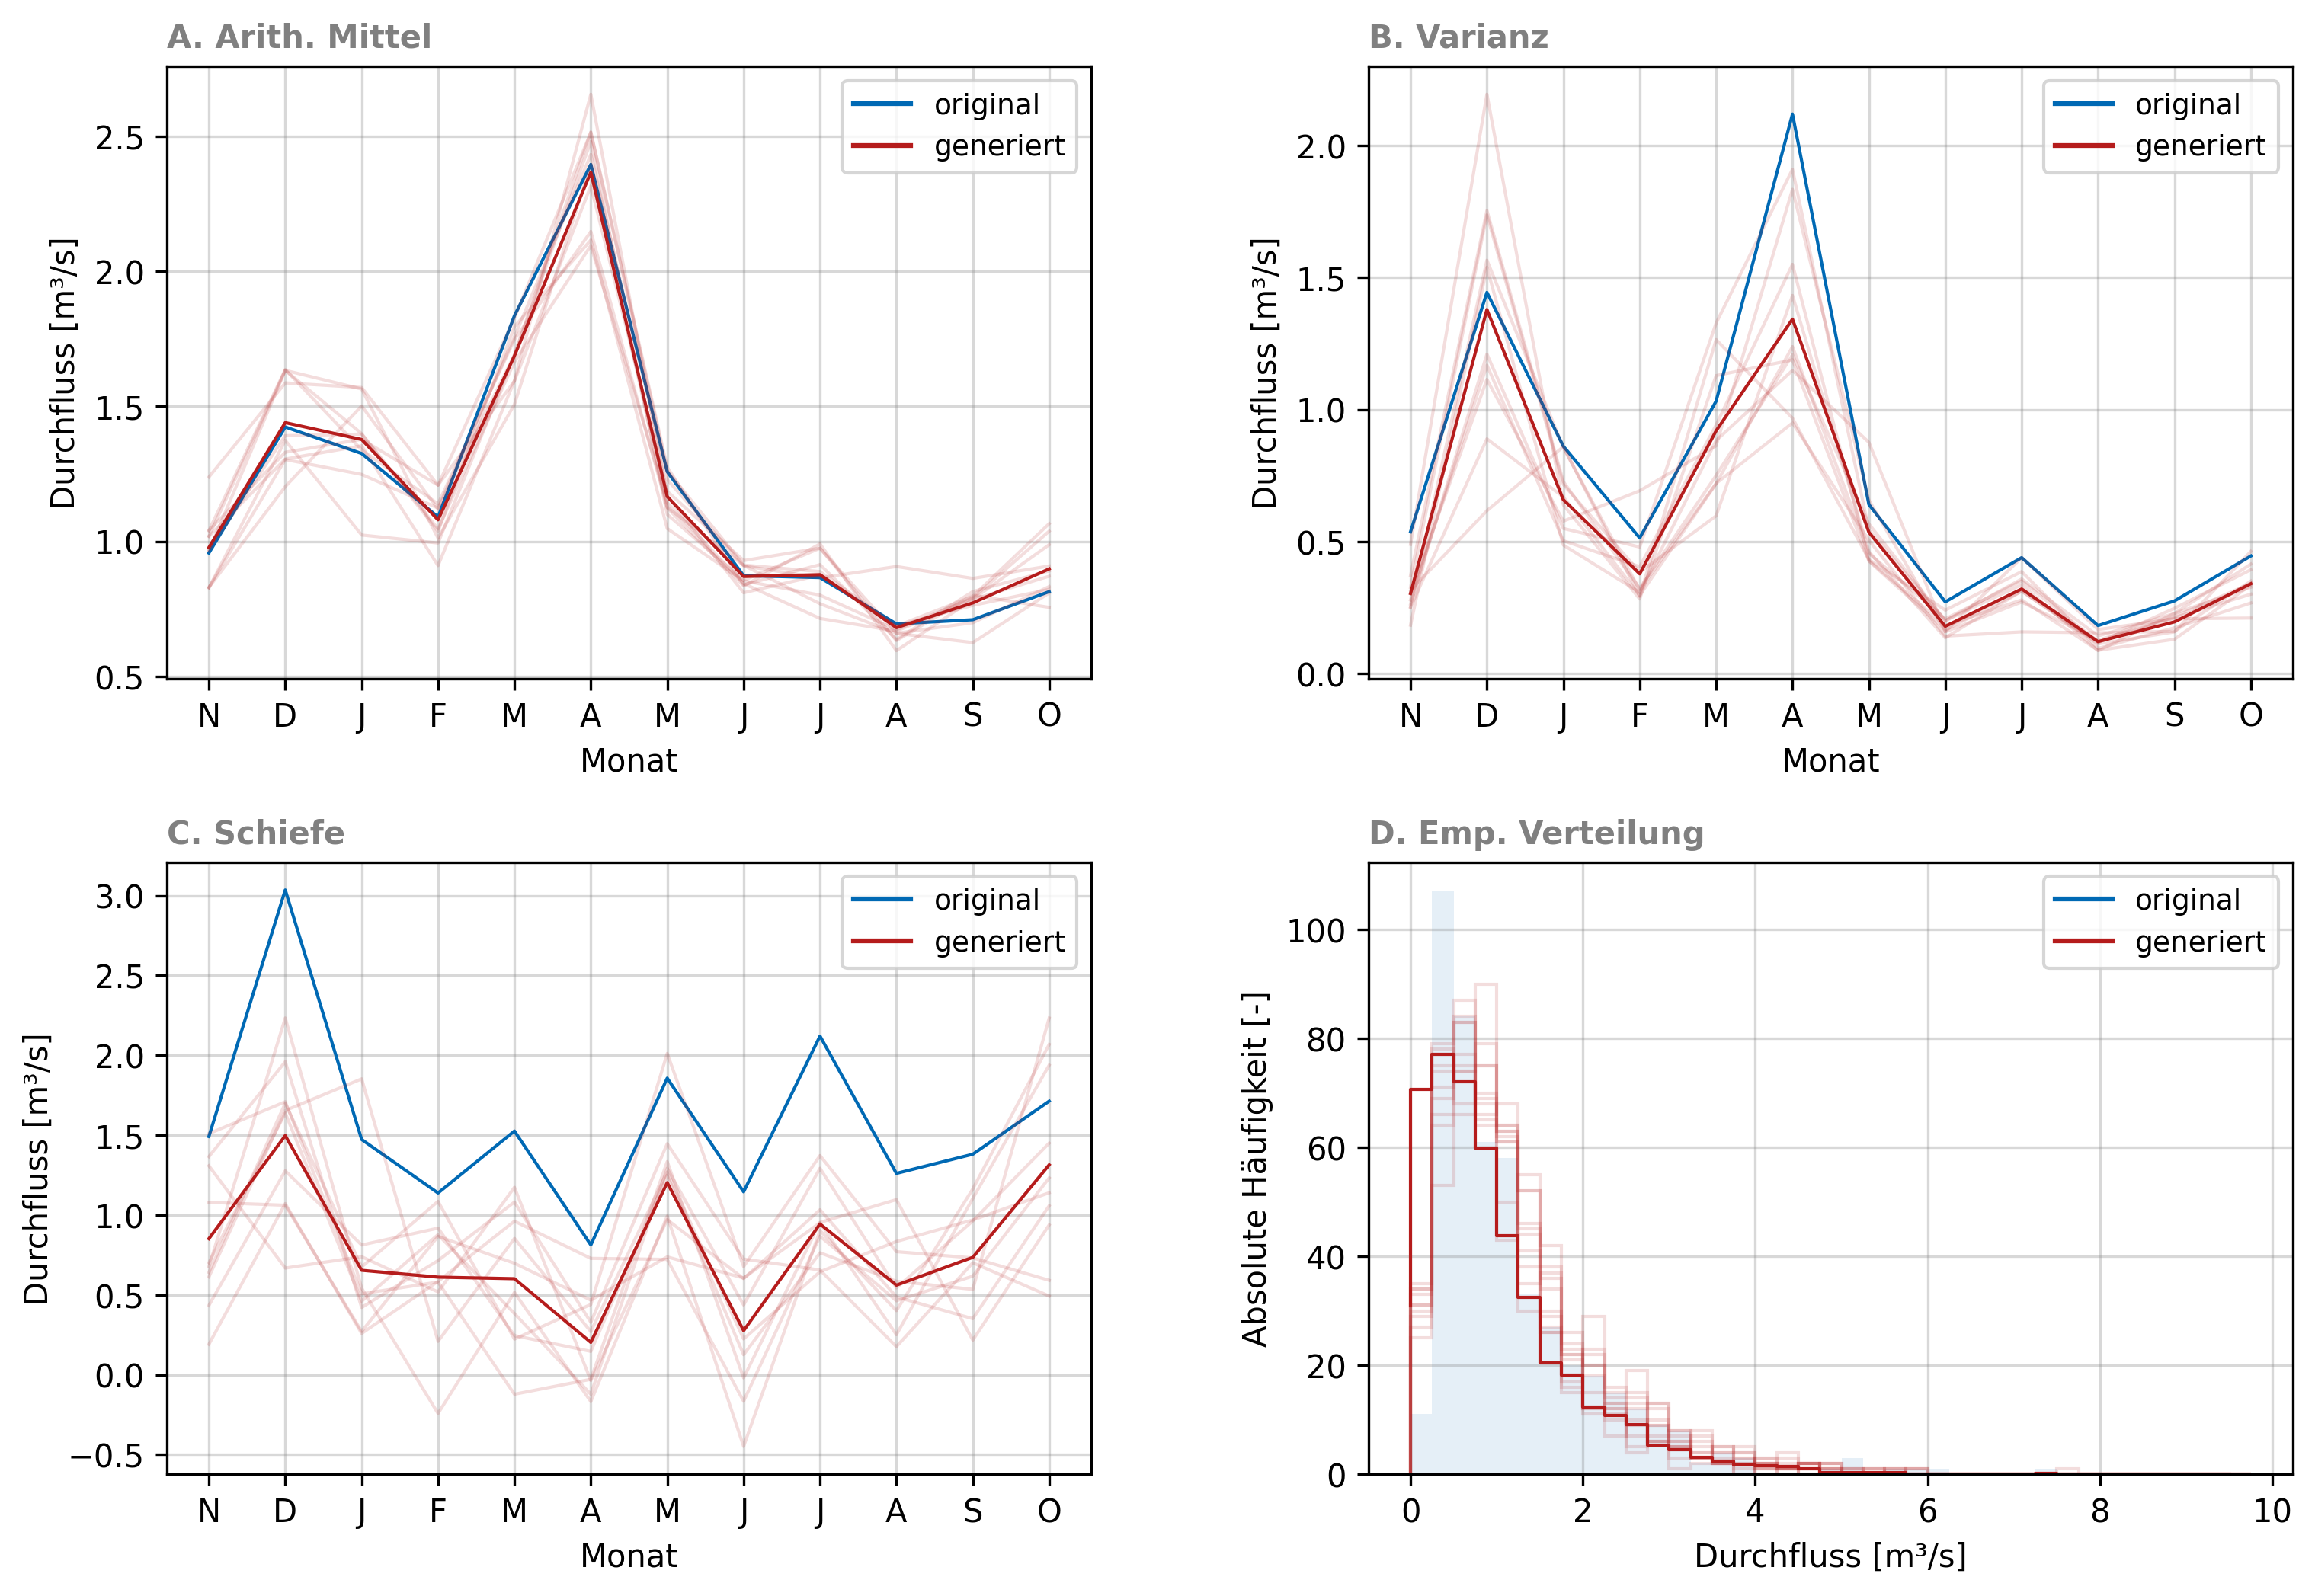 A. Arith. Mittel
Durchfluss [m³/s]
2.5
2.0
1.5
1.0
0.5
original
generiert
N D J F M A M J J A S O
Monat
B. Varianz
Durchfluss [m³/s]
2.0
1.5
1.0
0.5
0.0
original
generiert
N D J F M A M J J A S O
Monat
C. Schiefe
Durchfluss [m³/s]
3.0
2.5
2.0
1.5
1.0
0.5
0.0
−0.5
original
generiert
N D J F M A M J J A S O
Monat
D. Emp. Verteilung
Absolute Häufigkeit [-]
100
80
60
40
20
0
original
generiert
0 2 4 6 8 10
Durchfluss [m³/s]